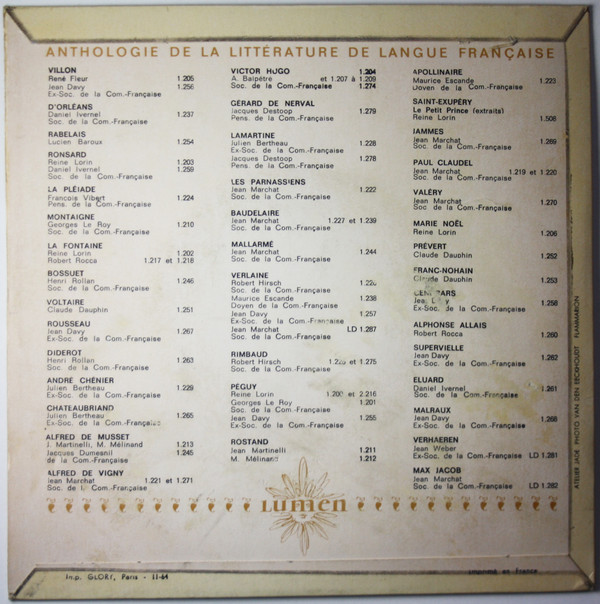 ANTHOLOGIE DE LA LITTÉRATURE DE LANGUE FRANÇAISE
VILLON
René Fleur 1.205
Jean Davy 1.256
Ex-Soc. de la Com.-Française
D'ORLÉANS
Daniel Ivernel 1.237
Soc. de la Com.-Française
RABELAIS
Lucien Baroux 1.254
RONSARD
Reine Lorin 1.203
Daniel Ivernel 1.259
Soc. de la Com.-Française
LA PLÉIADE
François Vibert 1.224
Pens. de la Com.-Française
MONTAIGNE
Georges Le Roy 1.210
Soc. de la Com.-Française
LA FONTAINE
Reine Lorin 1.202
Robert Rocca 1.217 et 1.218
BOSSUET
Henri Rollan 1.246
Soc. de la Com.-Française
VOLTAIRE
Claude Dauphin 1.251
ROUSSEAU
Jean Davy 1.267
Ex-Soc. de la Com.-Française
DIDEROT
Henri Rollan 1.263
Soc. de la Com.-Française
ANDRÉ CHÉNIER
Julien Bertheau 1.229
Ex-Soc. de la Com.-Française
CHATEAUBRIAND
Julien Bertheau 1.265
Ex-Soc. de la Com.-Française
ALFRED DE MUSSET
J. Martinelli, M. Mélinand 1.213
Jacques Dumesnil 1.245
de la Com.-Française
ALFRED DE VIGNY
Jean Marchat 1.221 et 1.271
Soc. de la Com.-Française
VICTOR HUGO 1.204
A. Balpêtre et 1.207 à 1.209
Soc. de la Com.-Française 1.274
GÉRARD DE NERVAL
Jacques Destoop 1.279
Pens. de la Com.-Française
LAMARTINE
Julien Bertheau 1.228
Ex-Soc. de la Com.-Française
Jacques Destoop 1.278
Pens. de la Com.-Française
LES PARNASSIENS
Jean Marchat 1.222
Soc. de la Com.-Française
BAUDELAIRE
Jean Marchat 1.227 et 1.239
Soc. de la Com.-Française
MALLARMÉ
Jean Marchat 1.244
Soc. de la Com.-Française
VERLAINE
Robert Hirsch
Soc. de la Com.-Française
Maurice Escande 1.238
Doyen de la Com.-Française
Jean Davy 1.257
Ex-Soc. de la Com.-Française
Jean Marchat LD 1.287
Soc. de la Com.-Française
RIMBAUD
Robert Hirsch et 1.275
Soc. de la Com.-Française
PÉGUY
Reine Lorin 1.200 et 2.216
Georges Le Roy 1.201
Soc. de la Com.-Française
Jean Davy 1.255
Ex-Soc. de la Com.-Française
ROSTAND
Jean Martinelli 1.211
M. Mélinand 1.212
APOLLINAIRE
Maurice Escande 1.223
Doyen de la Com.-Française
SAINT-EXUPÉRY
Le Petit Prince (extraits)
Reine Lorin 1.506
JAMMES
Jean Marchat 1.269
Soc. de la Com.-Française
PAUL CLAUDEL
Jean Marchat 1.219 et 1.220
Soc. de la Com.-Française
VALÉRY
Jean Marchat 1.270
Soc. de la Com.-Française
MARIE NOËL
Reine Lorin 1.206
PRÉVERT
Claude Dauphin 1.252
FRANC-NOHAIN
Claude Dauphin 1.253
CENDRARS
Jean Davy 1.258
Ex-Soc. de la Com.-Française
ALPHONSE ALLAIS
Robert Rocca 1.260
SUPERVIELLE
Jean Davy 1.262
Ex-Soc. de la Com.-Française
ELUARD
Daniel Ivernel 1.261
Soc. de la Com.-Française
MALRAUX
Jean Davy 1.266
Ex-Soc. de la Com.-Française
VERHAEREN
Jean Weber
Ex-Soc. de la Com.-Française LD 1.281
MAX JACOB
Jean Marchat
Soc. de la Com.-Française LD 1.282
LUMEN
Imp. GLORY, Paris - 11-64
Imprimé en France
ATELIER JADE PHOTO VAN DEN EECKHOUDT FLAMMARION